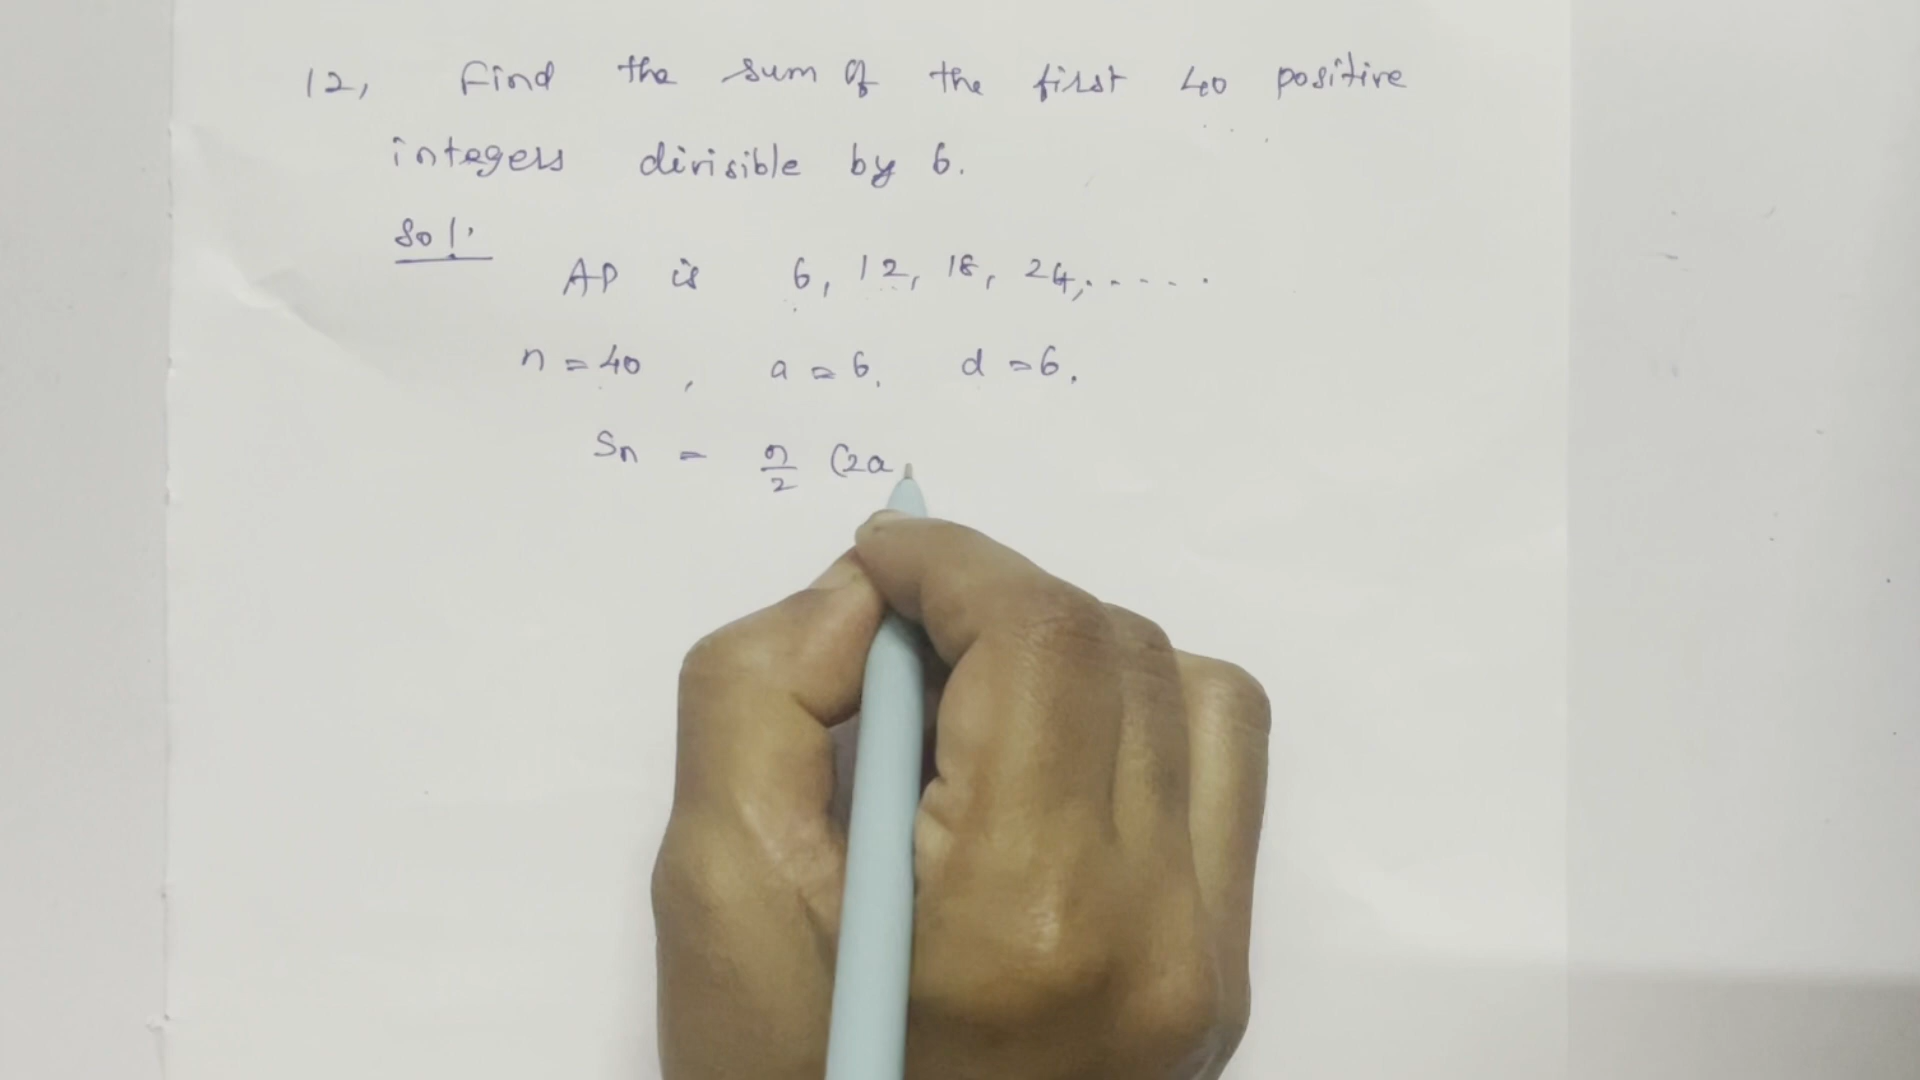 12, Find the sum of the first 40 positive
integers divisible by 6.
Sol:
AP is 6, 12, 18, 24, .....
n = 40, a = 6, d = 6.
Sn = n/2 (2a